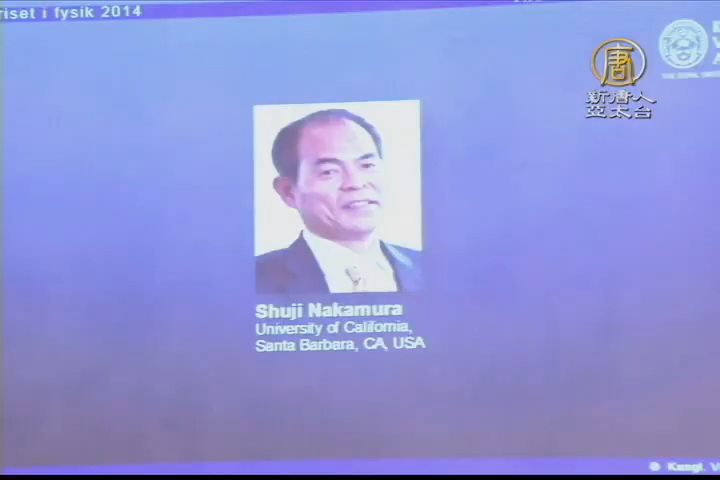 riset i fysik 2014
唐
新唐人
亞太台
Shuji Nakamura
University of California,
Santa Barbara, CA, USA
© Kungl. V